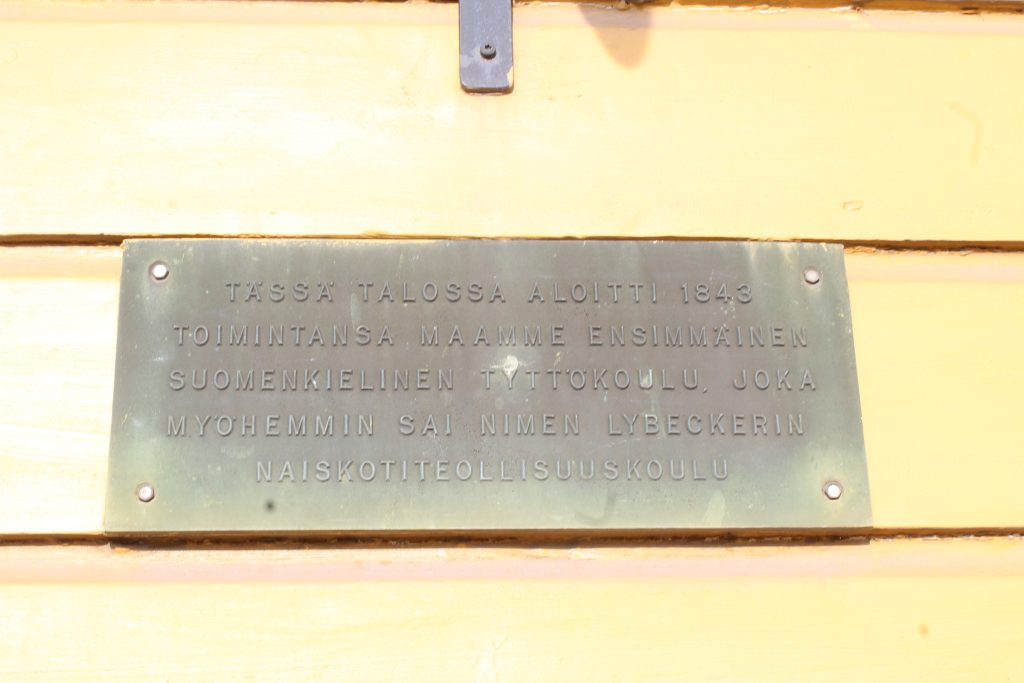 TÄSSÄ TALOSSA ALOITTI 1843
TOIMINTANSA MAAMME ENSIMMÄINEN
SUOMENKIELINEN TYTTÖKOULU, JOKA
MYÖHEMMIN SAI NIMEN LYBECKERIN
NAISKOTITEOLLISUUSKOULU